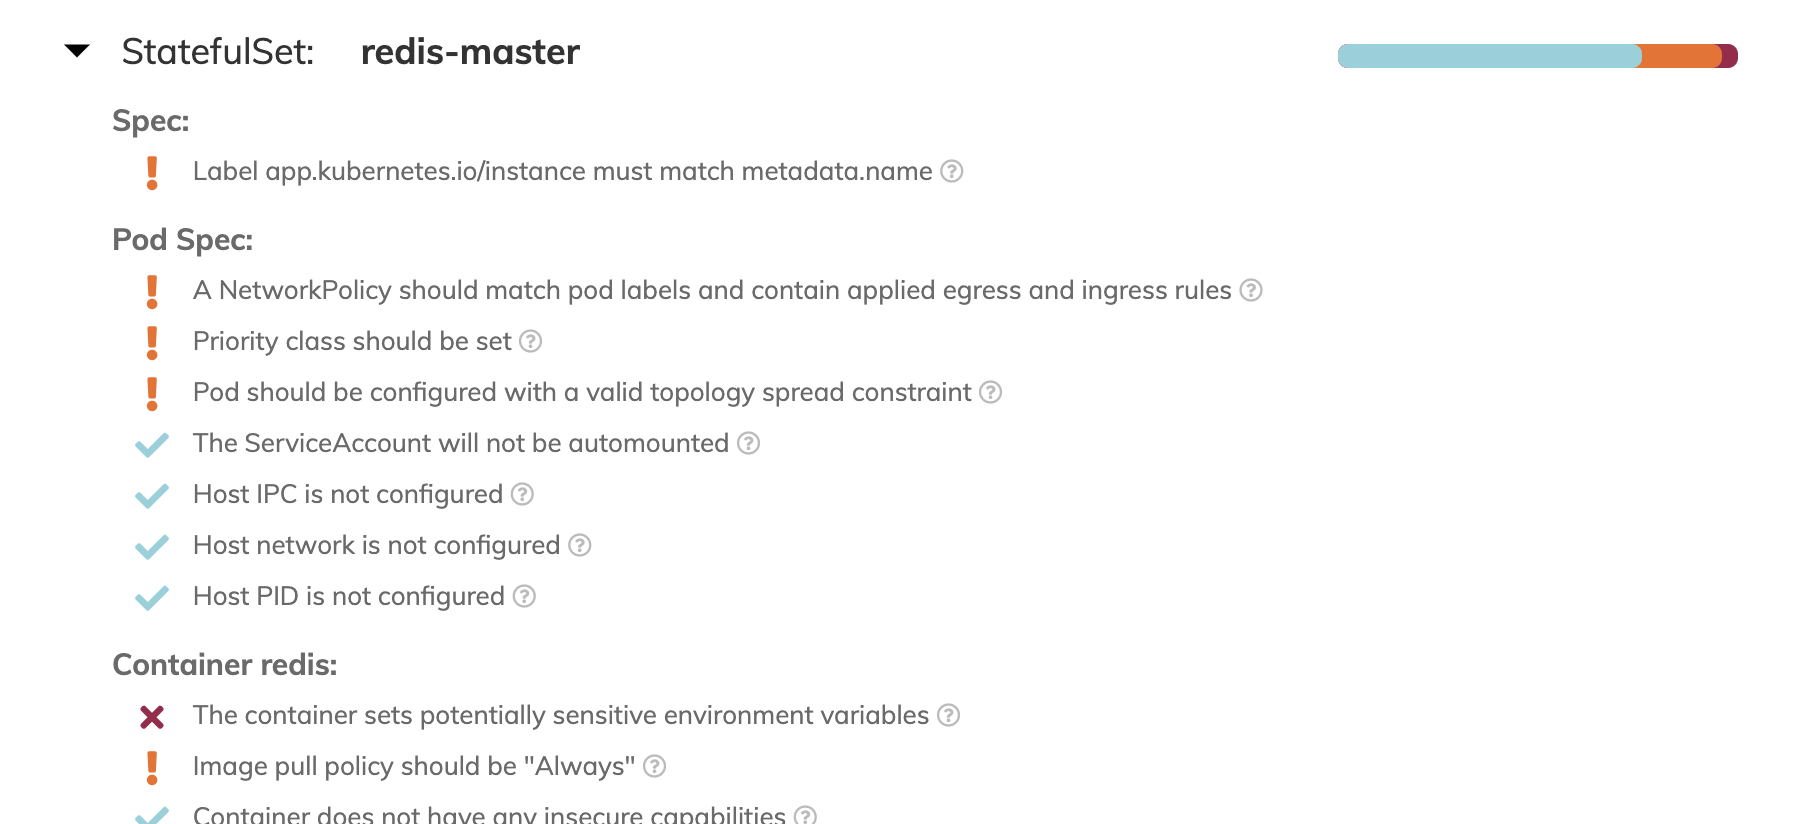 StatefulSet: redis-master
Spec:
Label app.kubernetes.io/instance must match metadata.name
Pod Spec:
A NetworkPolicy should match pod labels and contain applied egress and ingress rules
Priority class should be set
Pod should be configured with a valid topology spread constraint
The ServiceAccount will not be automounted
Host IPC is not configured
Host network is not configured
Host PID is not configured
Container redis:
The container sets potentially sensitive environment variables
Image pull policy should be "Always"
Container does not have any insecure capabilities